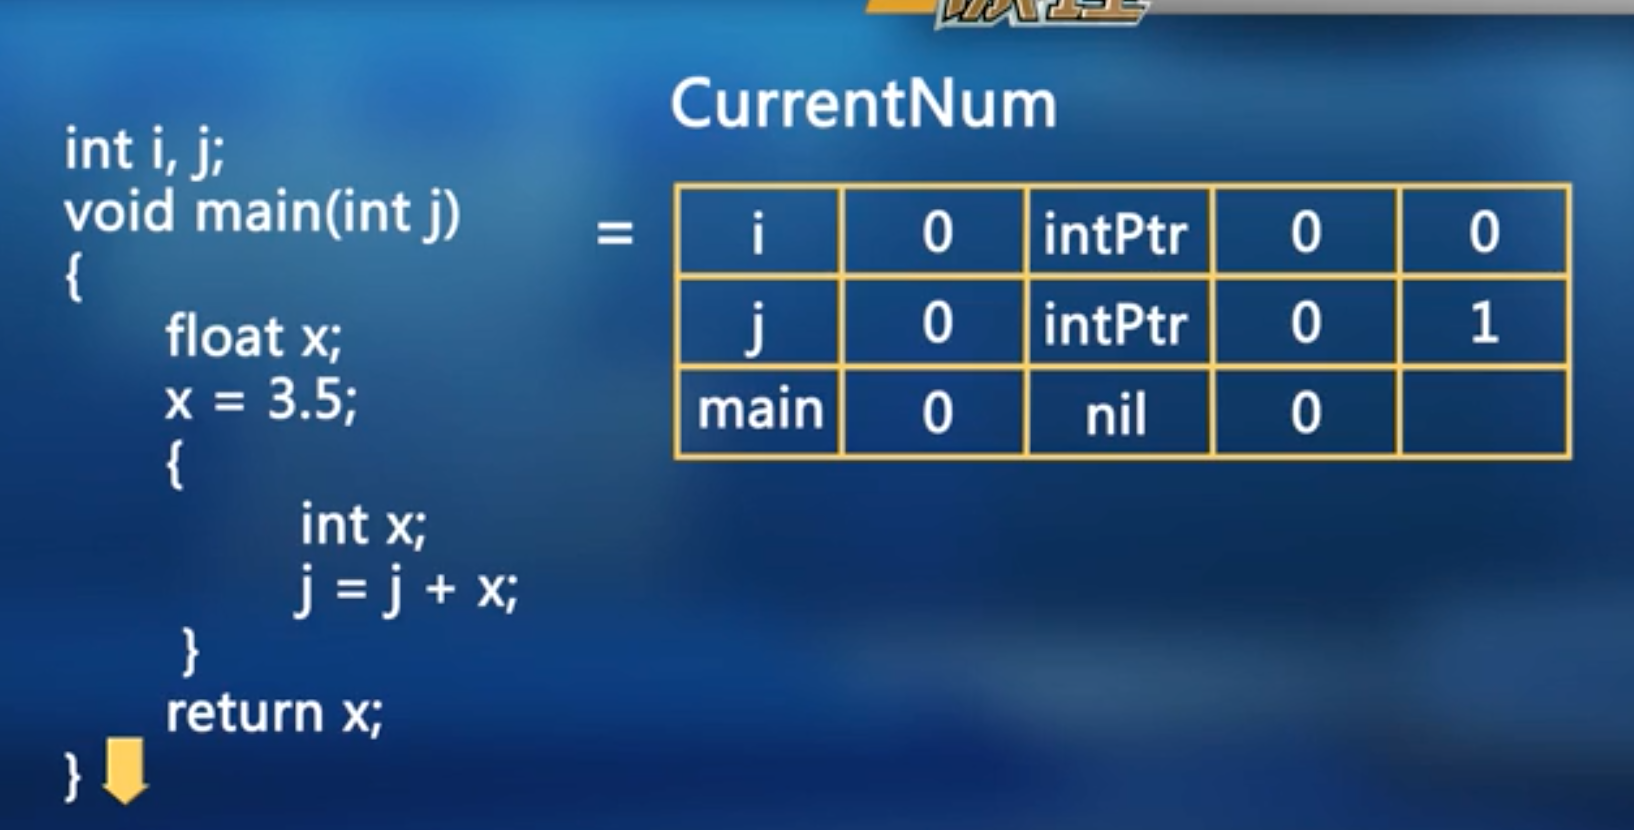 CurrentNum
int i, j;
void main(int j)
{
float x;
x = 3.5;
{
int x;
j = j + x;
}
return x;
}
=
i 0 intPtr 0 0
j 0 intPtr 0 1
main 0 nil 0